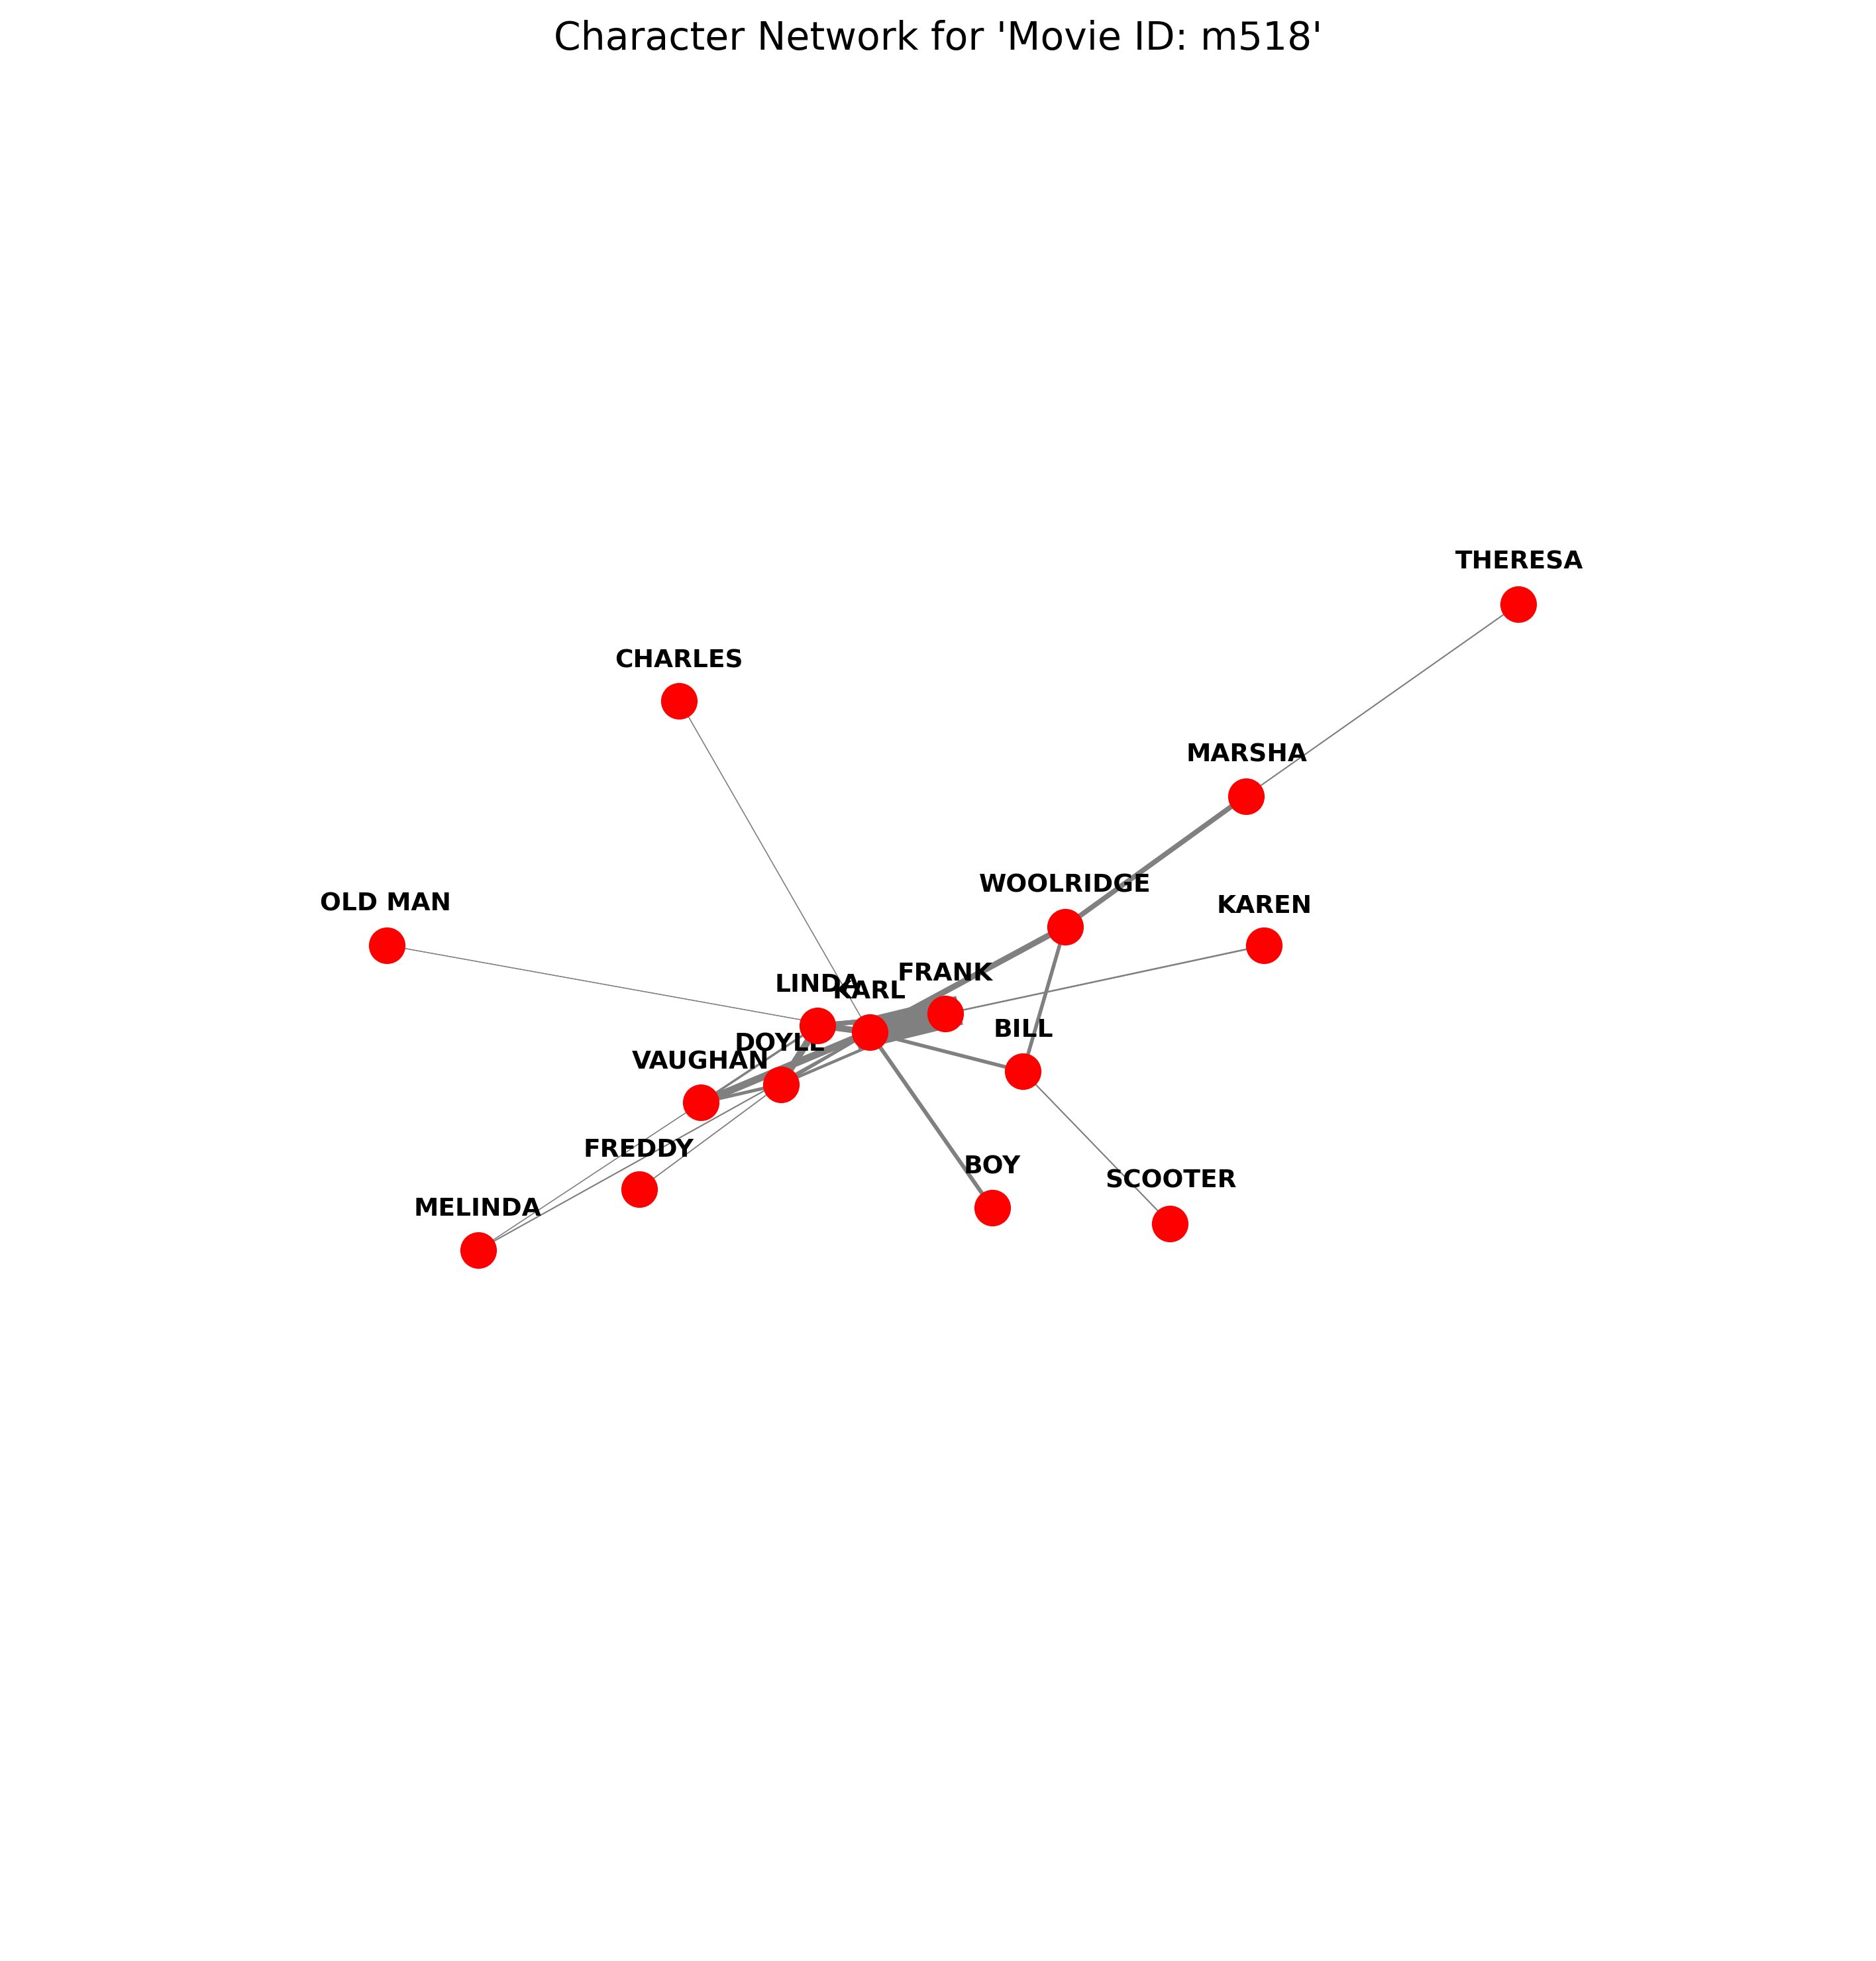 Character Network for 'Movie ID: m518'
THERESA
CHARLES
MARSHA
WOOLRIDGE
OLD MAN
KAREN
FRANK
LINDA
KARL
BILL
DOYLE
VAUGHAN
FREDDY
BOY
SCOOTER
MELINDA